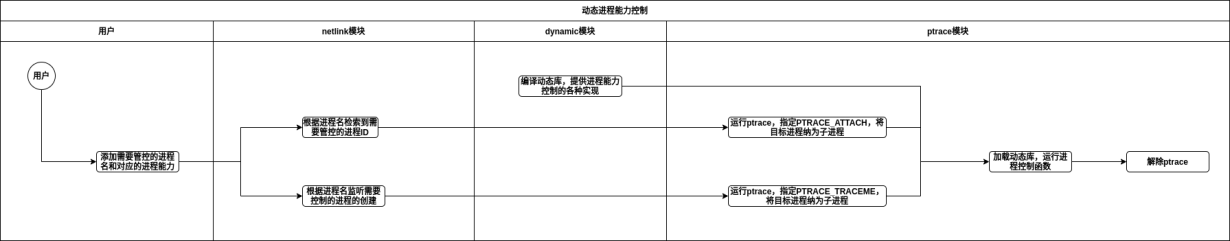 动态进程能力控制
用户
netlink模块
dynamic模块
ptrace模块
用户
编译动态库，提供进程能力
控制的各种实现
根据进程名检索到需
要管控的进程ID
运行ptrace，指定PTRACE_ATTACH，将
目标进程纳为子进程
添加需要管控的进程
名和对应的进程能力
加载动态库，运行进
程控制函数
解除ptrace
根据进程名监听需要
控制的进程的创建
运行ptrace，指定PTRACE_TRACEME，
将目标进程纳为子进程